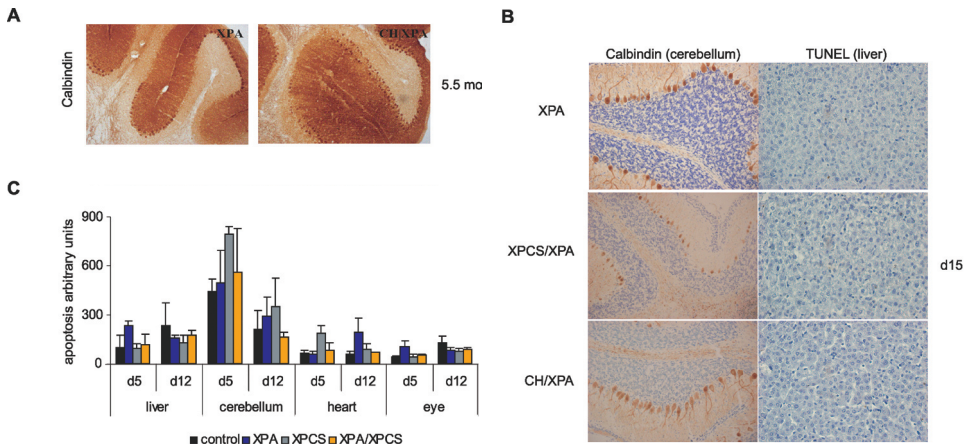 A
Calbindin
XPA
CH/XPA
5.5 mo
B
Calbindin (cerebellum) TUNEL (liver)
XPA
XPCS/XPA
CH/XPA
d15
C
apoptosis arbitrary units
900
600
300
0
d5 d12 d5 d12 d5 d12 d5 d12
liver cerebellum heart eye
control XPA XPCS XPA/XPCS